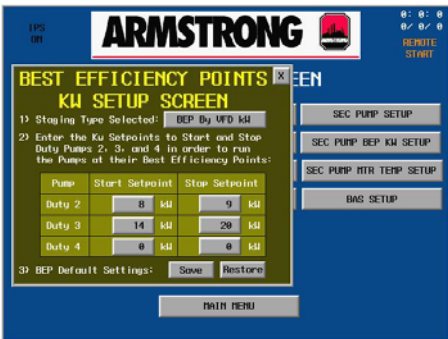 IPS
ON
ARMSTRONG
ARMSTRONG
0: 0: 0
0/ 0/ 0
REMOTE
START
BEST EFFICIENCY POINTS
X
EEN
KW SETUP SCREEN
1) Staging Type Selected: BEP By VFD kW
2) Enter the Kw Setpoints to Start and Stop
Duty Pumps 2, 3, and 4 in order to run
the Pumps at their Best Efficiency Points:
Pump Start Setpoint Stop Setpoint
Duty 2 8 kW 9 kW
Duty 3 14 kW 20 kW
Duty 4 0 kW 0 kW
3) BEP Default Settings: Save Restore
SEC PUMP SETUP
SEC PUMP BEP KW SETUP
SEC PUMP MTR TEMP SETUP
BAS SETUP
MAIN MENU